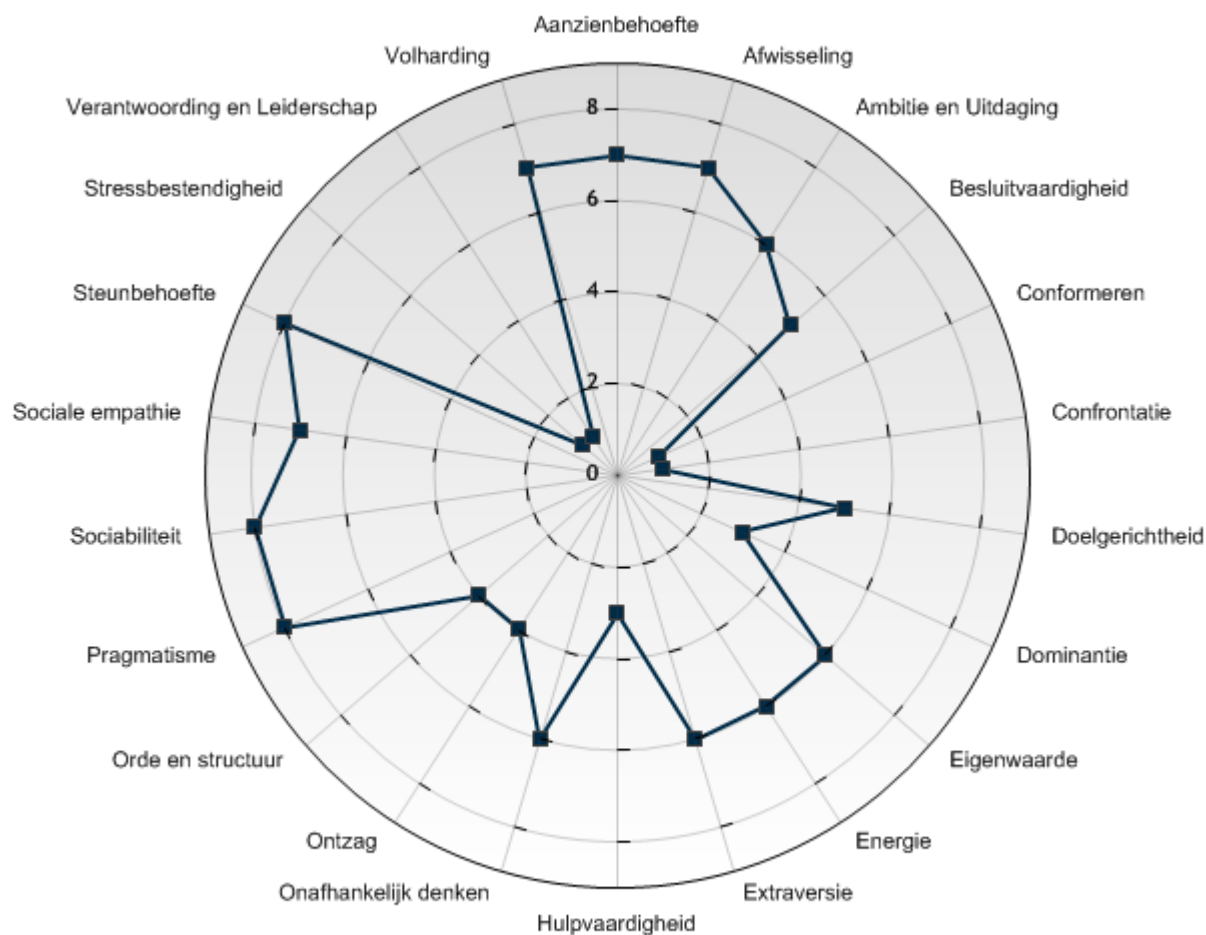 Aanzienbehoefte
Volharding
Afwisseling
Verantwoording en Leiderschap
Ambitie en Uitdaging
8
Stressbestendigheid
Besluitvaardigheid
6
Steunbehoefte
Conformeren
4
Sociale empathie
Confrontatie
2
0
Sociabiliteit
Doelgerichtheid
Pragmatisme
Dominantie
Orde en structuur
Eigenwaarde
Ontzag
Energie
Onafhankelijk denken
Extraversie
Hulpvaardigheid